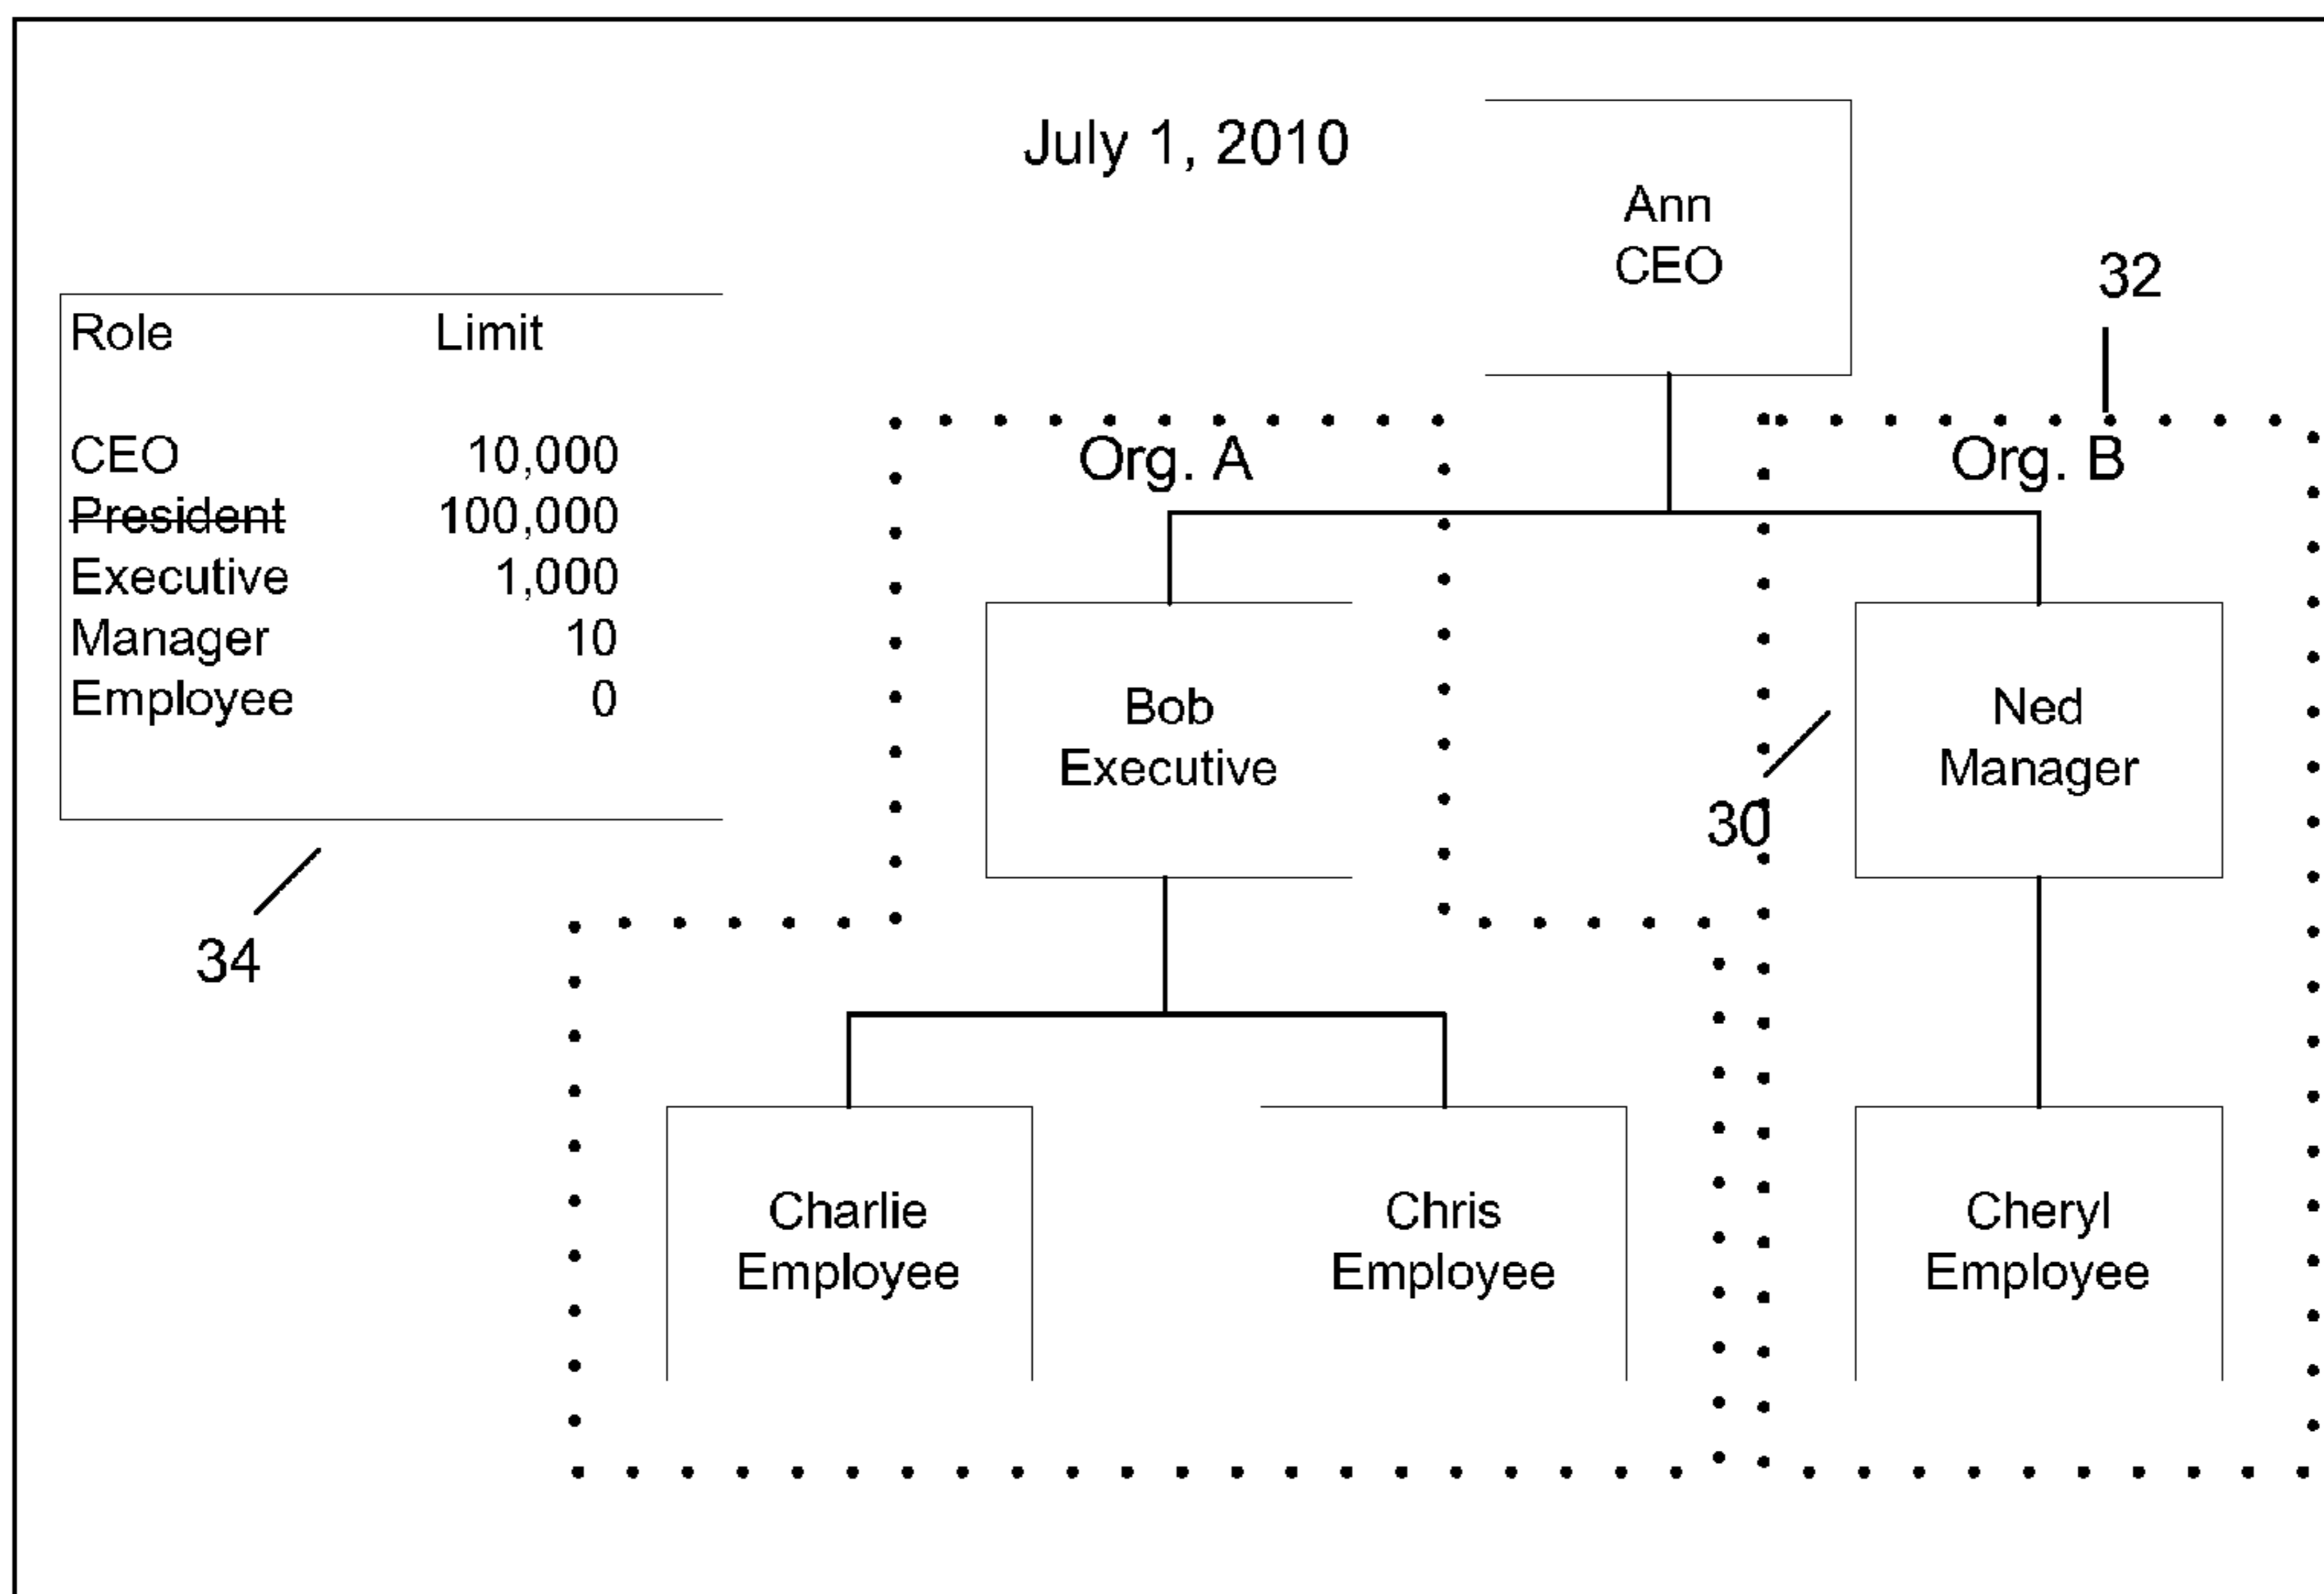 July 1, 2010
Ann
CEO
32
Role Limit
CEO 10,000
President 100,000
Executive 1,000
Manager 10
Employee 0
34
Org. A
Org. B
Bob
Executive
30
Ned
Manager
Charlie
Employee
Chris
Employee
Cheryl
Employee